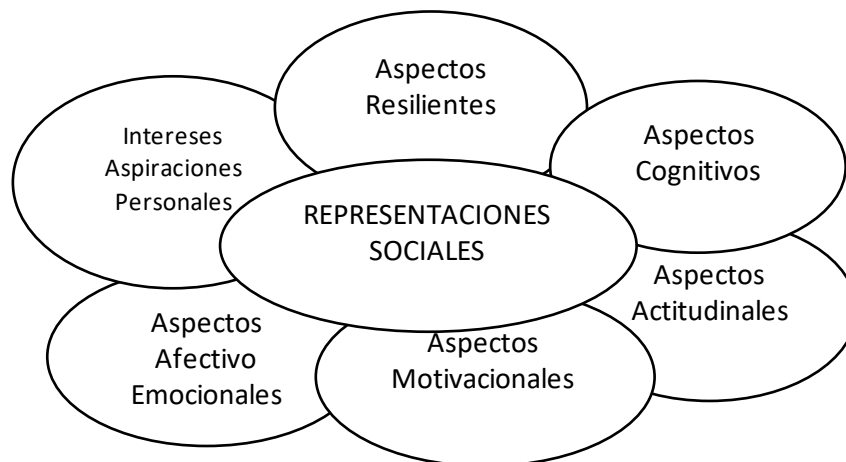 Aspectos
Resilientes
Intereses
Aspiraciones
Personales
Aspectos
Cognitivos
REPRESENTACIONES
SOCIALES
Aspectos
Actitudinales
Aspectos
Afectivo
Emocionales
Aspectos
Motivacionales